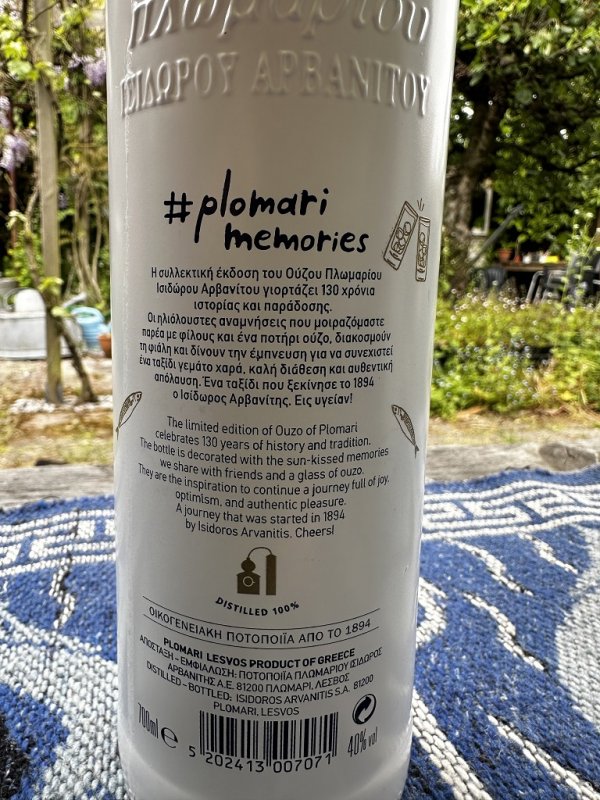 πλωμαρίου
ΙΣΙΔΩΡΟΥ ΑΡΒΑΝΙΤΟΥ
#plomari
memories
Η συλλεκτική έκδοση του Ούζου Πλωμαρίου
Ισιδώρου Αρβανίτου γιορτάζει 130 χρόνια
ιστορίας και παράδοσης.
Οι ηλιόλουστες αναμνήσεις που μοιραζόμαστε
παρέα με φίλους και ένα ποτήρι ούζο, διακοσμούν
τη φιάλη και δίνουν την έμπνευση για να συνεχιστεί
ένα ταξίδι γεμάτο χαρά, καλή διάθεση και αυθεντική
απόλαυση. Ένα ταξίδι που ξεκίνησε το 1894
ο Ισίδωρος Αρβανίτης. Εις υγείαν!
The limited edition of Ouzo of Plomari
celebrates 130 years of history and tradition.
The bottle is decorated with the sun-kissed memories
we share with friends and a glass of ouzo.
They are the inspiration to continue a journey full of joy,
optimism, and authentic pleasure.
A journey that was started in 1894
by Isidoros Arvanitis. Cheers!
DISTILLED 100%
ΟΙΚΟΓΕΝΕΙΑΚΗ ΠΟΤΟΠΟΙΪΑ ΑΠΟ ΤΟ 1894
PLOMARI LESVOS PRODUCT OF GREECE
ΑΠΟΣΤΑΞΗ - ΕΜΦΙΑΛΩΣΗ: ΠΟΤΟΠΟΙΪΑ ΠΛΩΜΑΡΙΟΥ ΙΣΙΔΩΡΟΣ
ΑΡΒΑΝΙΤΗΣ Α.Ε. 81200 ΠΛΩΜΑΡΙ, ΛΕΣΒΟΣ
DISTILLED - BOTTLED: ISIDOROS ARVANITIS S.A. 81200
PLOMARI, LESVOS
700ml e
40% vol
5 202413 007071